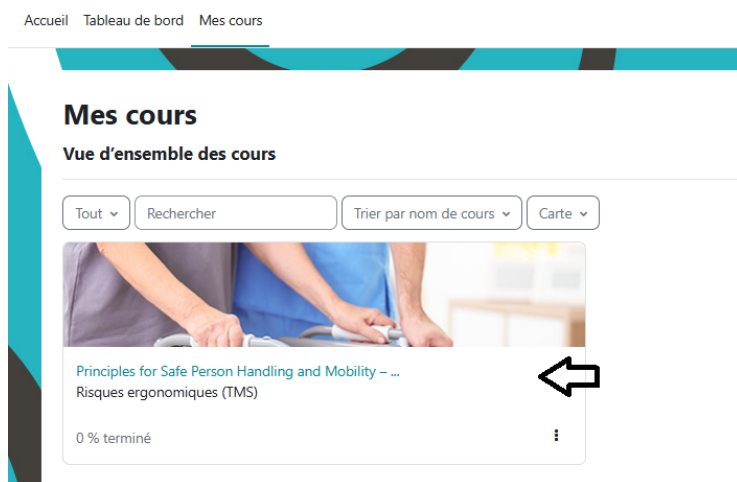 Accueil Tableau de bord Mes cours
Mes cours
Vue d'ensemble des cours
Tout Rechercher Trier par nom de cours Carte
Principles for Safe Person Handling and Mobility – ...
Risques ergonomiques (TMS)
0 % terminé